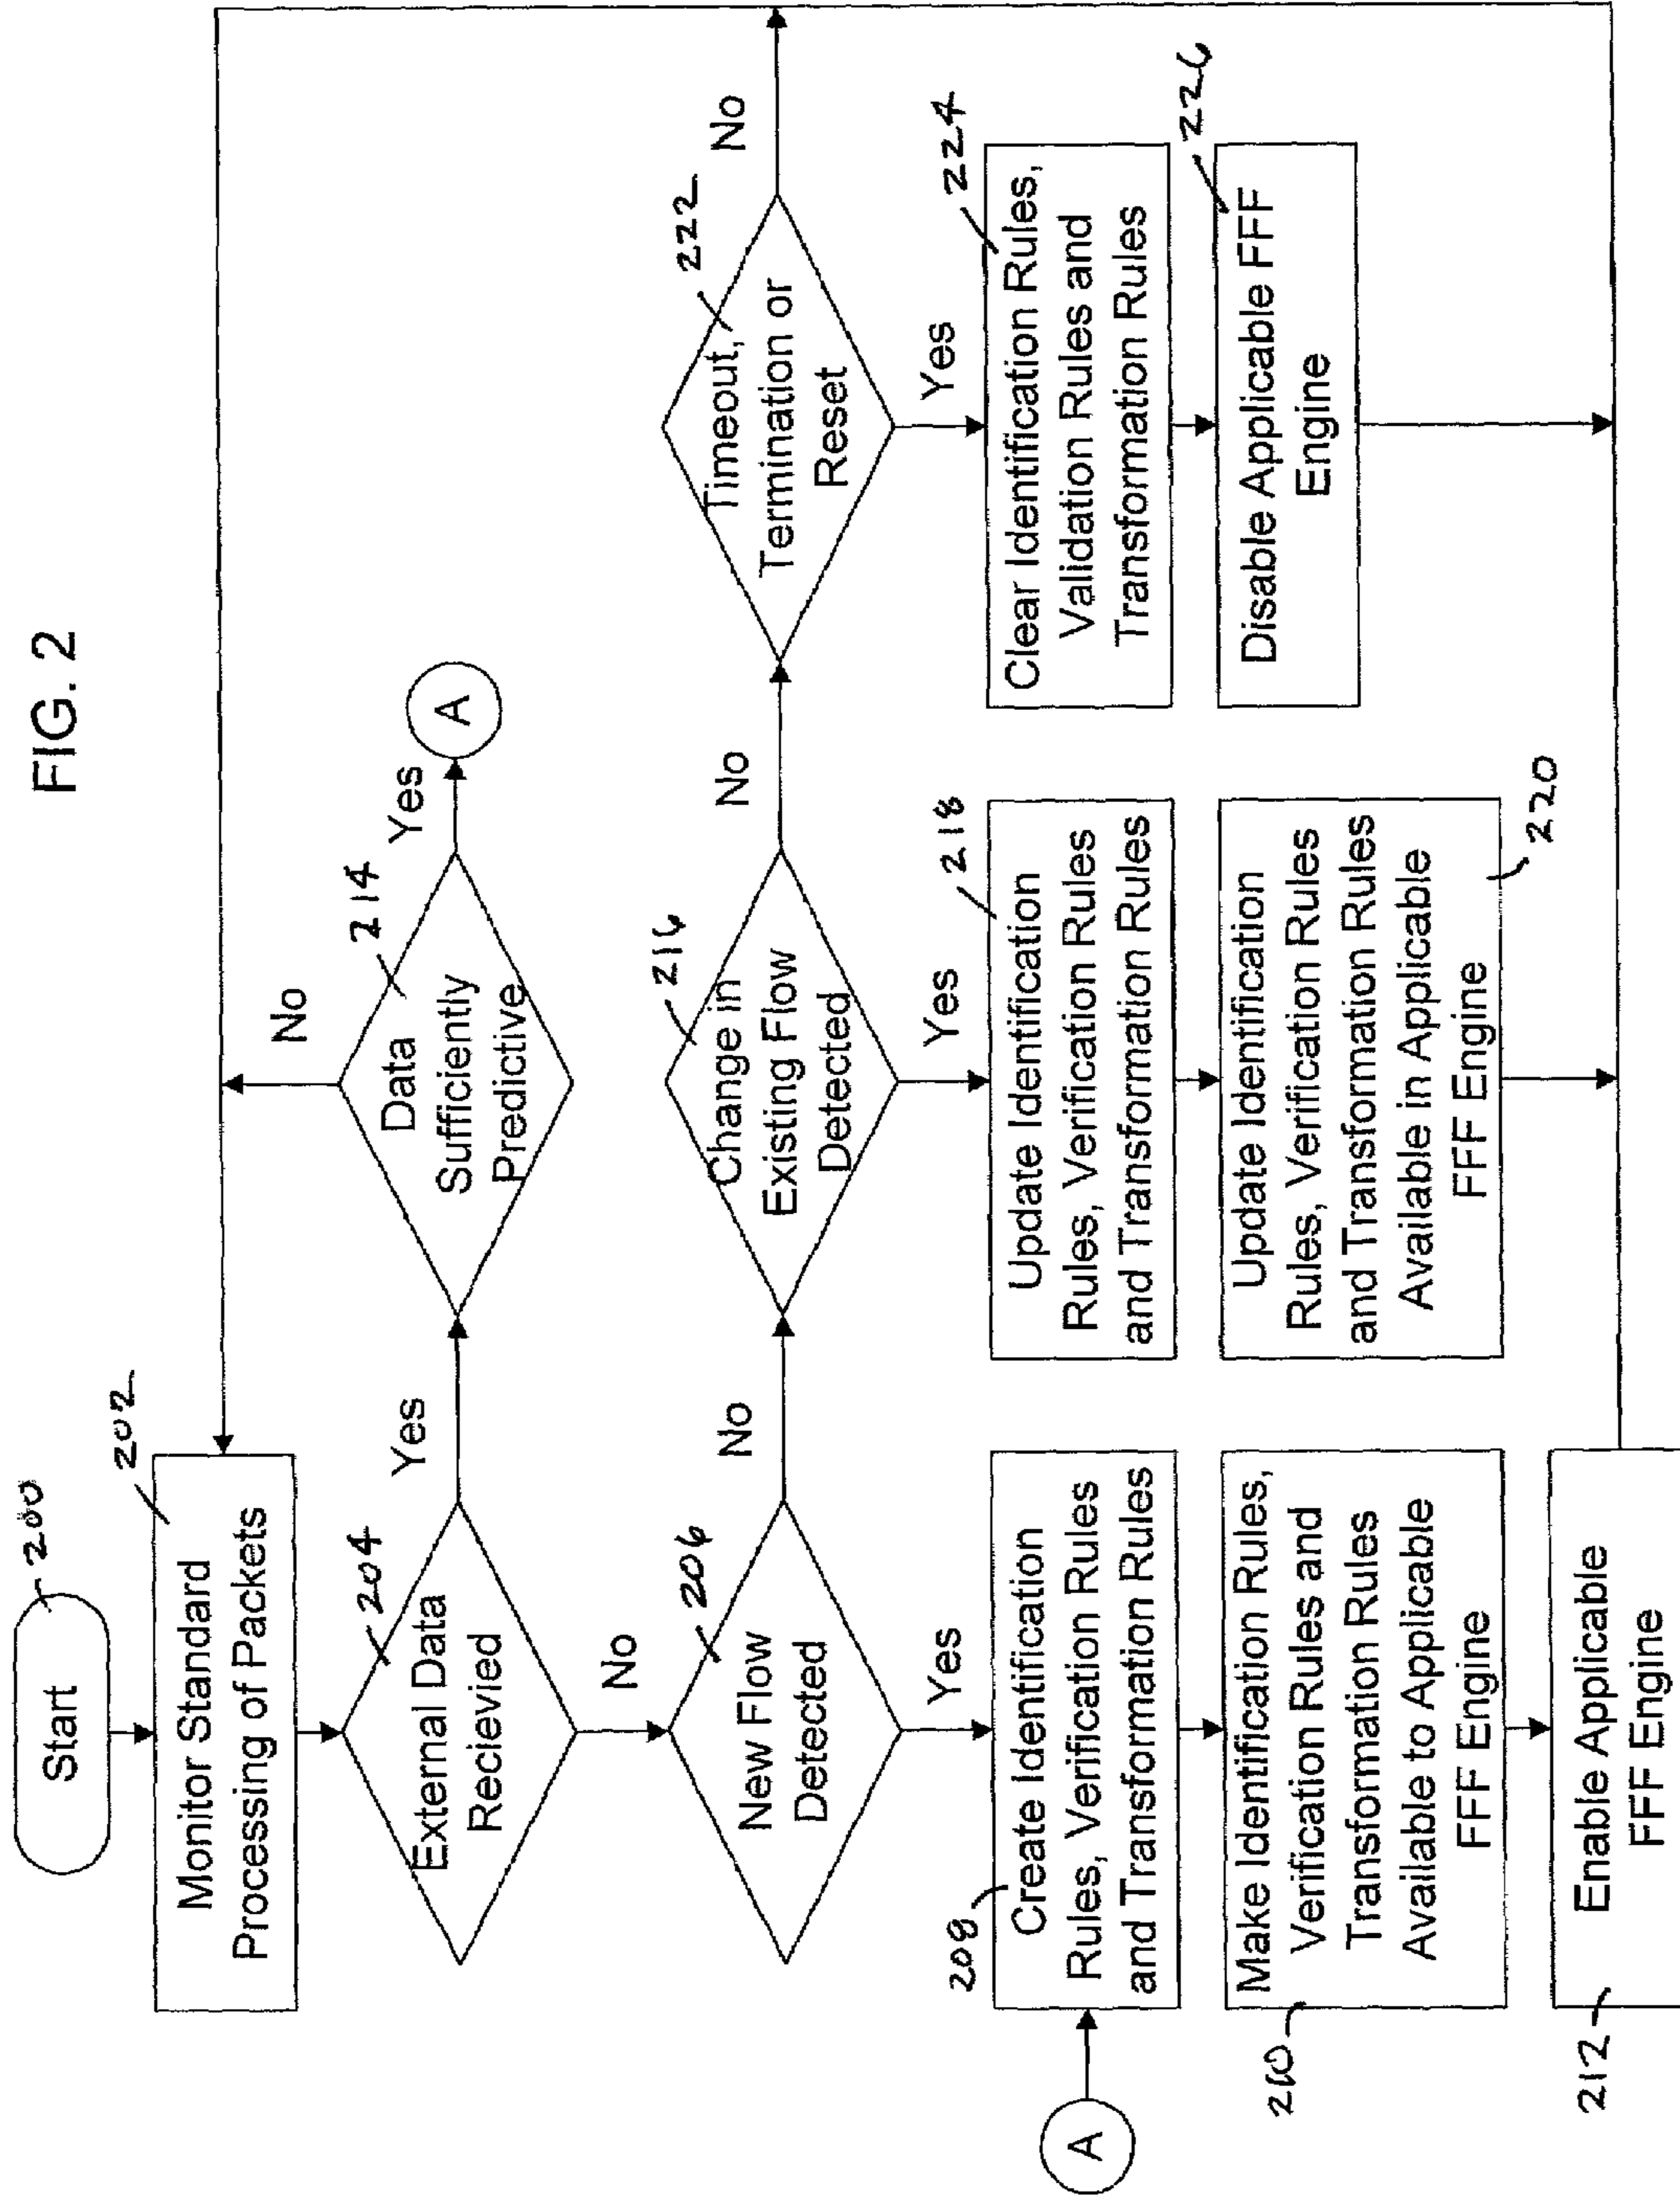 FIG. 2
Start
200
Monitor Standard
Processing of Packets
202
External Data
Recievied
204
Yes
No
Data
Sufficiently
Predictive
214
No
Yes
A
New Flow
Detected
206
No
Yes
Change in
Existing Flow
Detected
216
No
Yes
Timeout,
Termination or
Reset
222
No
Yes
A
208
Create Identification
Rules, Verification Rules
and Transformation Rules
218
Update Identification
Rules, Verification Rules
and Transformation Rules
224
Clear Identification Rules,
Validation Rules and
Transformation Rules
210
Make Identification Rules,
Verification Rules and
Transformation Rules
Available to Applicable
FFF Engine
Update Identification
Rules, Verification Rules
and Transformation Rules
Available in Applicable
FFF Engine
220
226
Disable Applicable FFF
Engine
212
Enable Applicable
FFF Engine